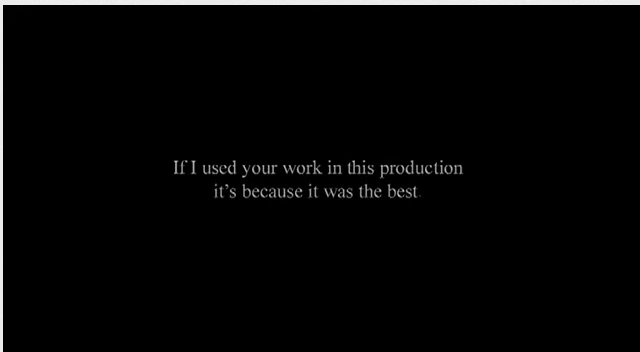 If I used your work in this production
it's because it was the best.